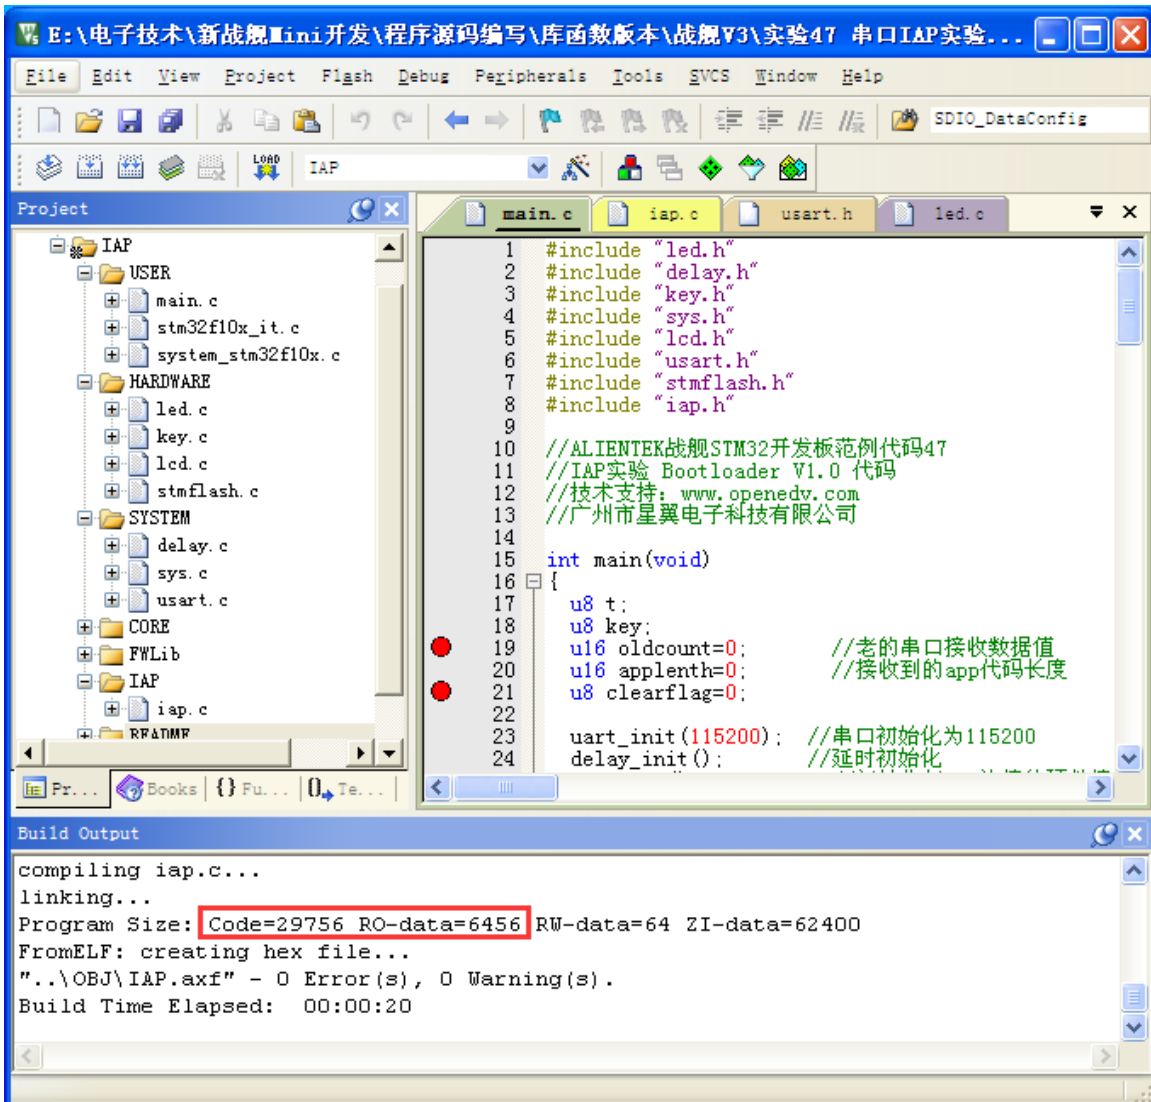 E:\电子技术\新战舰Mini开发\程序源码编写\库函数版本\战舰V3\实验47 串口IAP实验...
File Edit View Project Flash Debug Peripherals Tools SVCS Window Help
SDIO_DataConfig
LOAD IAP
Project
main.c iap.c usart.h led.c
IAP
USER
main.c
stm32f10x_it.c
system_stm32f10x.c
HARDWARE
led.c
key.c
lcd.c
stmflash.c
SYSTEM
delay.c
sys.c
usart.c
CORE
FWLib
IAP
iap.c
README
Pr... Books {} Fu... Te...
1 #include "led.h"
2 #include "delay.h"
3 #include "key.h"
4 #include "sys.h"
5 #include "lcd.h"
6 #include "usart.h"
7 #include "stmflash.h"
8 #include "iap.h"
9
10 //ALIENTEK战舰STM32开发板范例代码47
11 //IAP实验 Bootloader V1.0 代码
12 //技术支持：www.openedv.com
13 //广州市星翼电子科技有限公司
14
15 int main(void)
16 {
17 u8 t;
18 u8 key;
19 u16 oldcount=0; //老的串口接收数据值
20 u16 applenth=0; //接收到的app代码长度
21 u8 clearflag=0;
22
23 uart_init(115200); //串口初始化为115200
24 delay_init(); //延时初始化
Build Output
compiling iap.c...
linking...
Program Size: Code=29756 RO-data=6456 RW-data=64 ZI-data=62400
FromELF: creating hex file...
"..\OBJ\IAP.axf" - 0 Error(s), 0 Warning(s).
Build Time Elapsed: 00:00:20